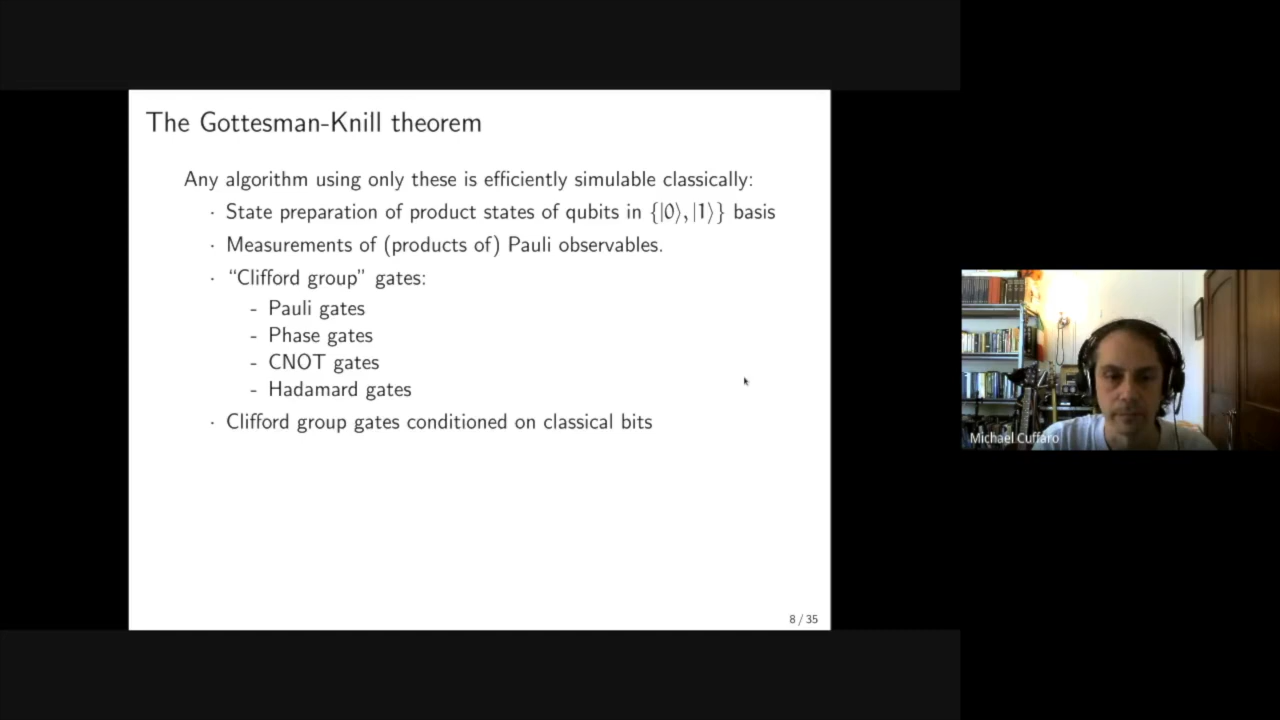 The Gottesman-Knill theorem
Any algorithm using only these is efficiently simulable classically:
· State preparation of product states of qubits in {|0⟩, |1⟩} basis
· Measurements of (products of) Pauli observables.
· “Clifford group” gates:
- Pauli gates
- Phase gates
- CNOT gates
- Hadamard gates
· Clifford group gates conditioned on classical bits
8 / 35
Michael Cuffaro